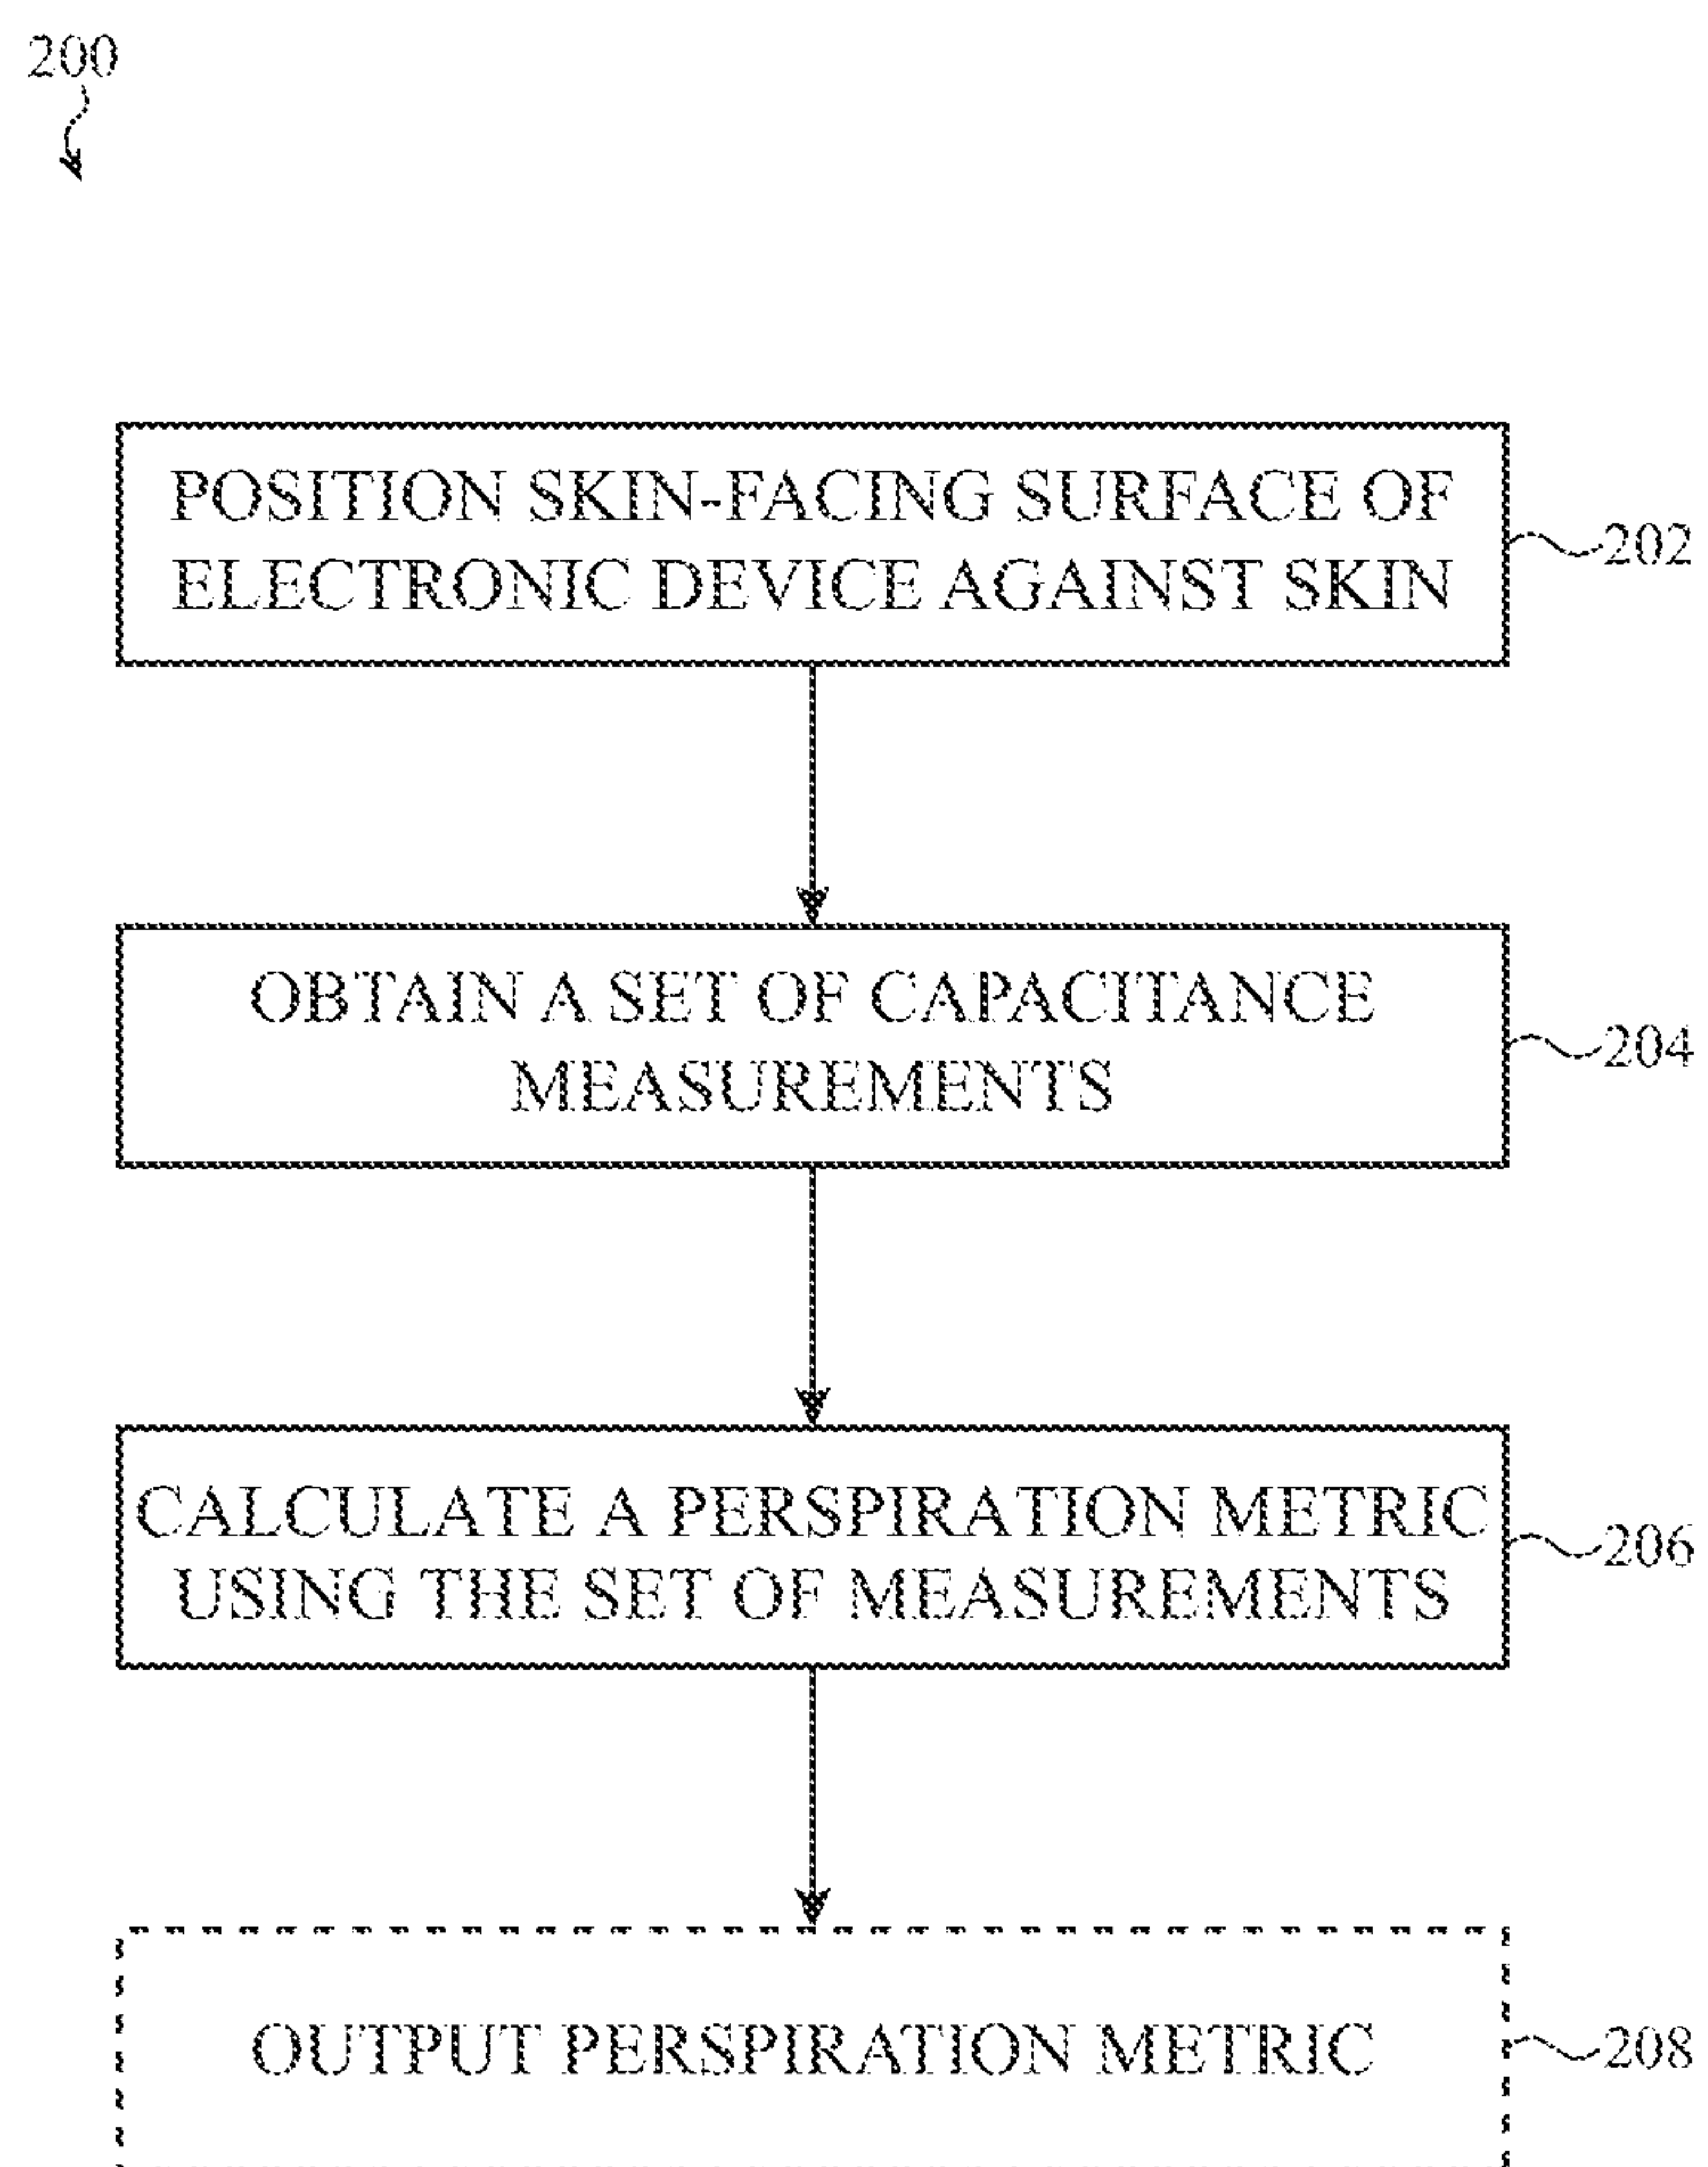 200
POSITION SKIN-FACING SURFACE OF
ELECTRONIC DEVICE AGAINST SKIN
202
OBTAIN A SET OF CAPACITANCE
MEASUREMENTS
204
CALCULATE A PERSPIRATION METRIC
USING THE SET OF MEASUREMENTS
206
OUTPUT PERSPIRATION METRIC
208